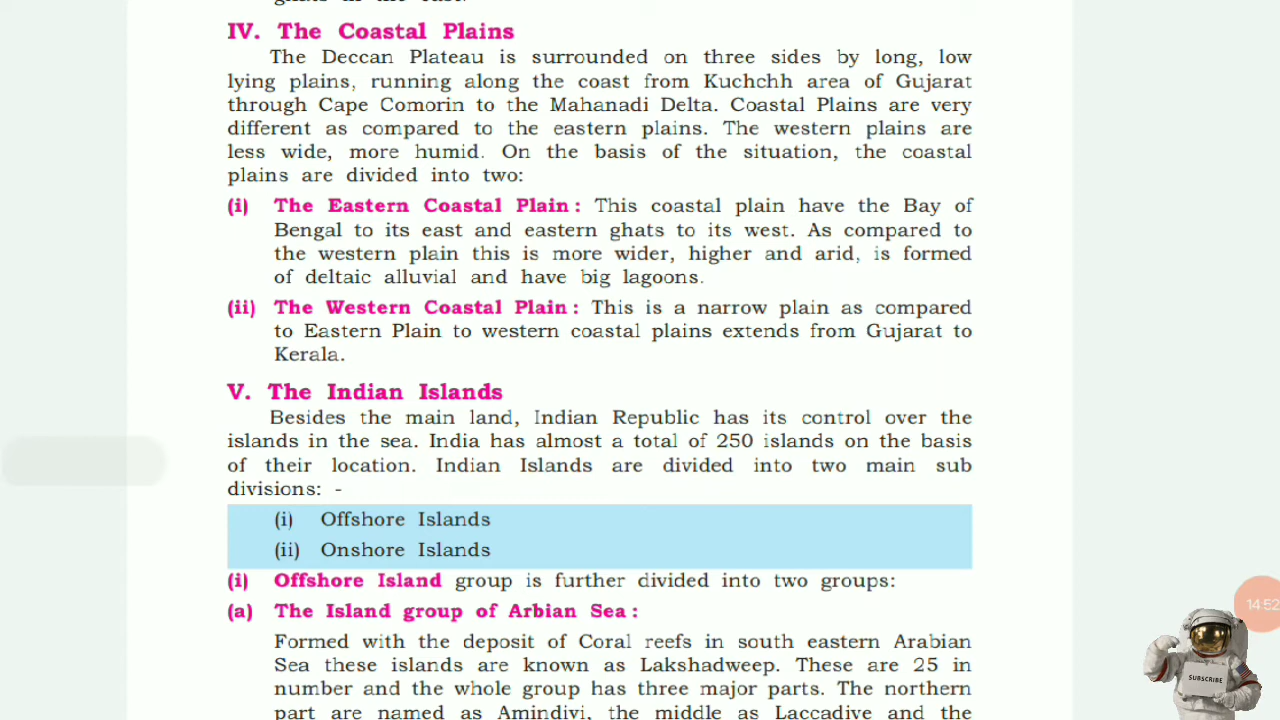 IV. The Coastal Plains
The Deccan Plateau is surrounded on three sides by long, low
lying plains, running along the coast from Kuchchh area of Gujarat
through Cape Comorin to the Mahanadi Delta. Coastal Plains are very
different as compared to the eastern plains. The western plains are
less wide, more humid. On the basis of the situation, the coastal
plains are divided into two:
(i) The Eastern Coastal Plain : This coastal plain have the Bay of
Bengal to its east and eastern ghats to its west. As compared to
the western plain this is more wider, higher and arid, is formed
of deltaic alluvial and have big lagoons.
(ii) The Western Coastal Plain : This is a narrow plain as compared
to Eastern Plain to western coastal plains extends from Gujarat to
Kerala.
V. The Indian Islands
Besides the main land, Indian Republic has its control over the
islands in the sea. India has almost a total of 250 islands on the basis
of their location. Indian Islands are divided into two main sub
divisions: -
(i) Offshore Islands
(ii) Onshore Islands
(i) Offshore Island group is further divided into two groups:
(a) The Island group of Arbian Sea :
Formed with the deposit of Coral reefs in south eastern Arabian
Sea these islands are known as Lakshadweep. These are 25 in
number and the whole group has three major parts. The northern
part are named as Amindivi, the middle as Laccadive and the
14:52
SUBSCRIBE